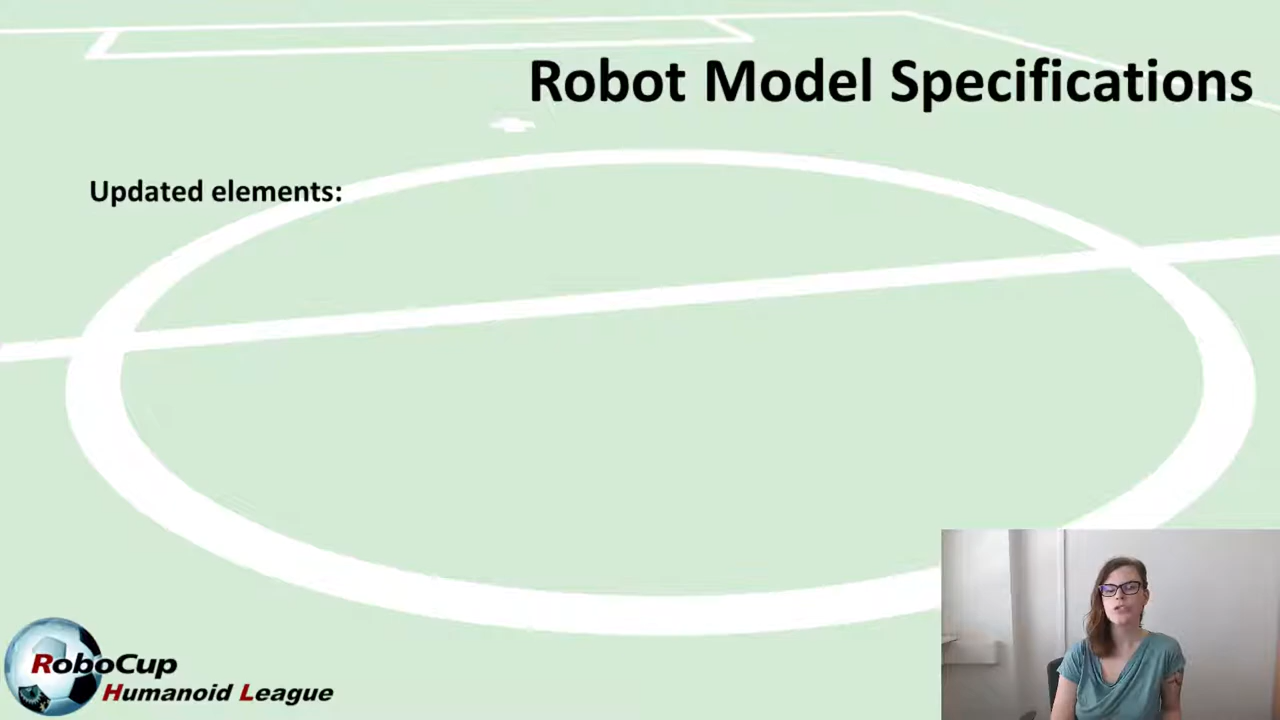 Robot Model Specifications
Updated elements:
RoboCup
Humanoid League